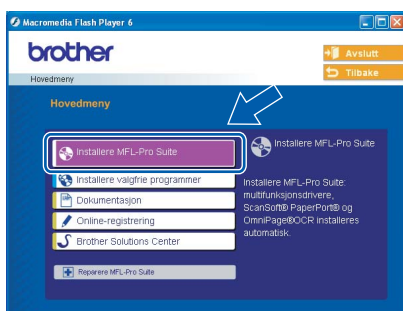 Macromedia Flash Player 6
brother
Avslutt
Tilbake
Hovedmeny
Hovedmeny
Installere MFL-Pro Suite
Installere valgfrie programmer
Dokumentasjon
Online-registrering
Brother Solutions Center
Reparere MFL-Pro Suite
Installere MFL-Pro Suite
Installere MFL-Pro Suite:
multifunksjonsdrivere,
ScanSoft® PaperPort® og
OmniPage®OCR installeres
automatisk.